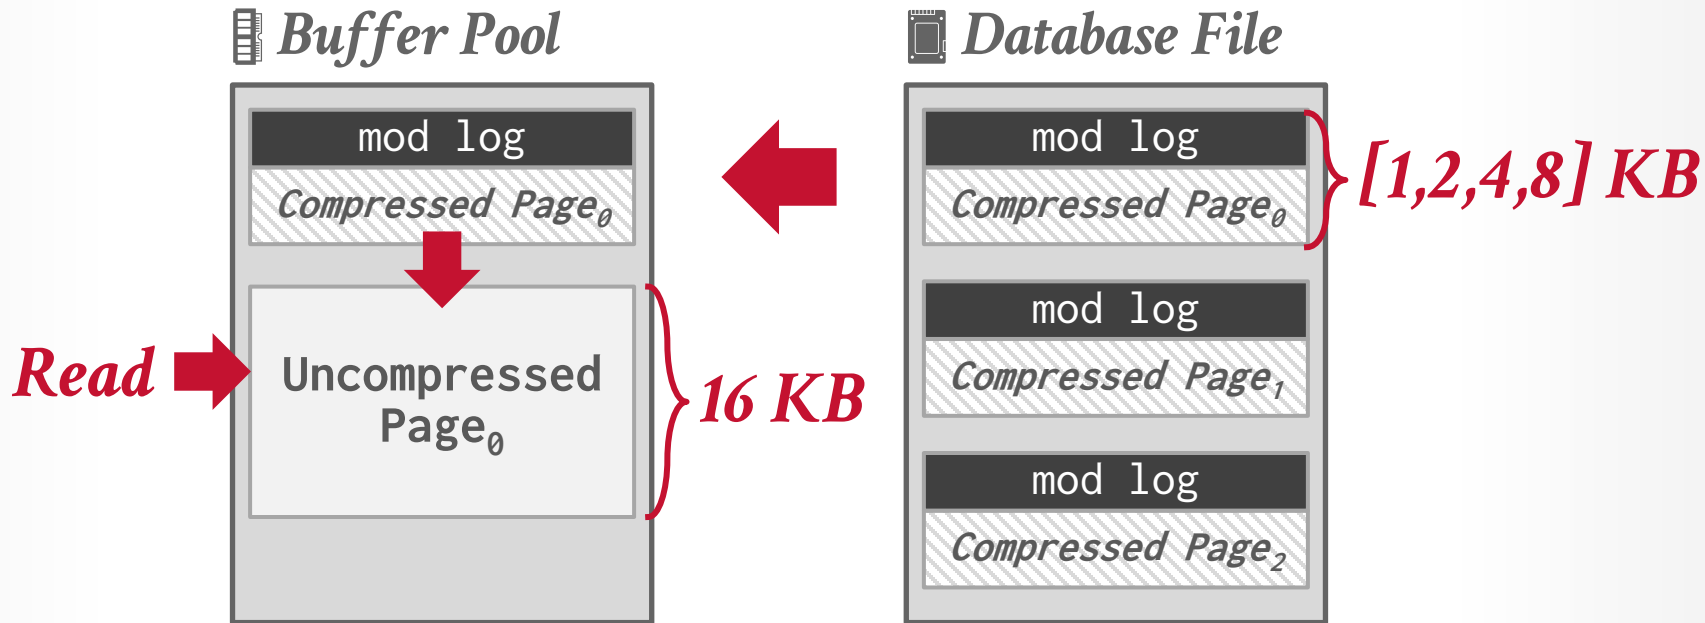 Buffer Pool
mod log
Compressed Page0
Read
Uncompressed
Page0
16 KB
Database File
mod log
Compressed Page0
[1,2,4,8] KB
mod log
Compressed Page1
mod log
Compressed Page2